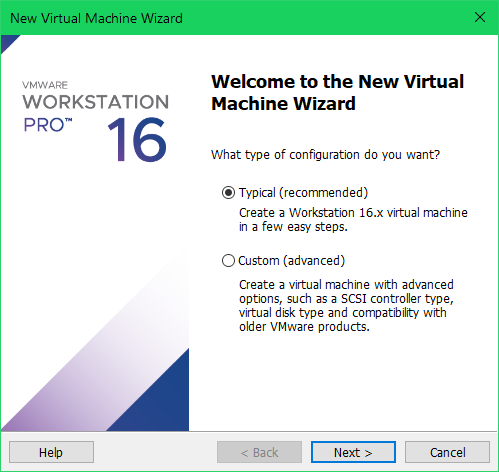 New Virtual Machine Wizard
VMWARE
WORKSTATION
PRO™ 16
Welcome to the New Virtual
Machine Wizard
What type of configuration do you want?
Typical (recommended)
Create a Workstation 16.x virtual machine
in a few easy steps.
Custom (advanced)
Create a virtual machine with advanced
options, such as a SCSI controller type,
virtual disk type and compatibility with
older VMware products.
Help < Back Next > Cancel